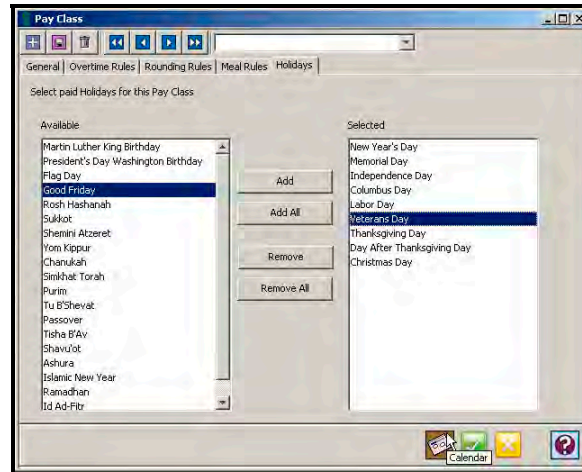 Pay Class
General Overtime Rules Rounding Rules Meal Rules Holidays
Select paid Holidays for this Pay Class
Available
Martin Luther King Birthday
President's Day Washington Birthday
Flag Day
Good Friday
Rosh Hashanah
Sukkot
Shemini Atzeret
Yom Kippur
Chanukah
Simkhat Torah
Purim
Tu B'Shevat
Passover
Tisha B'Av
Shavu'ot
Ashura
Islamic New Year
Ramadhan
Id Ad-Fitr
Add
Add All
Remove
Remove All
Selected
New Year's Day
Memorial Day
Independence Day
Columbus Day
Labor Day
Veterans Day
Thanksgiving Day
Day After Thanksgiving Day
Christmas Day
Calendar
?